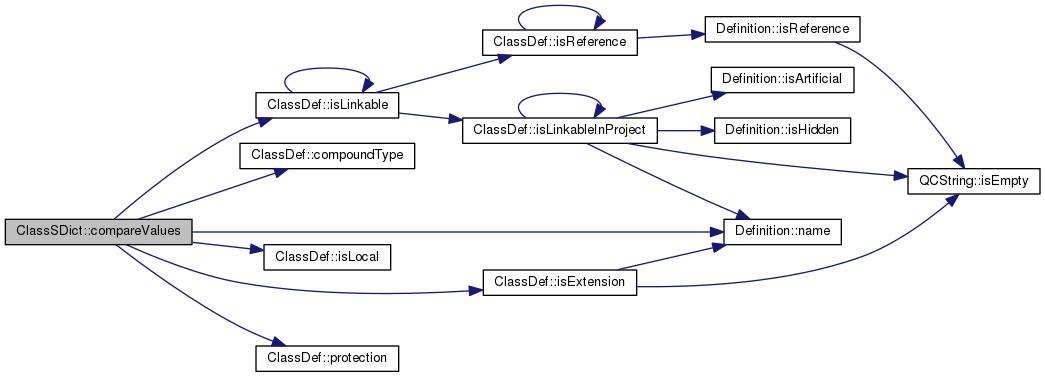 ClassDef::isReference
Definition::isReference
ClassDef::isLinkable
Definition::isArtificial
ClassDef::isLinkableInProject
Definition::isHidden
ClassDef::compoundType
QCString::isEmpty
ClassSDict::compareValues
Definition::name
ClassDef::isLocal
ClassDef::isExtension
ClassDef::protection